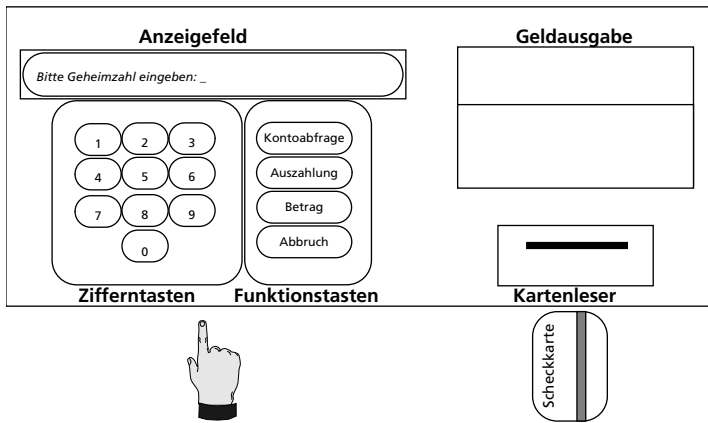 Anzeigefeld
Geldausgabe
Bitte Geheimzahl eingeben: _
1 2 3
4 5 6
7 8 9
0
Kontoabfrage
Auszahlung
Betrag
Abbruch
Zifferntasten
Funktionstasten
Kartenleser
Scheckkarte